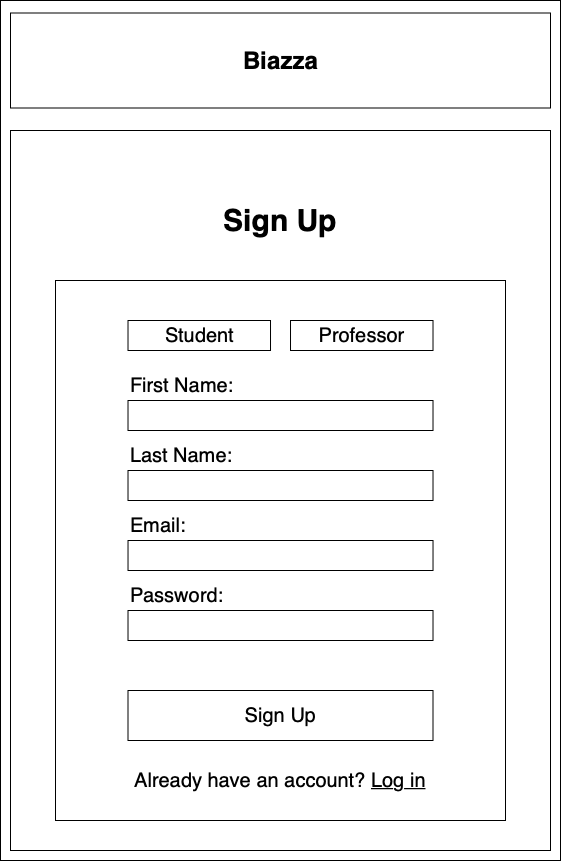 Biazza
Sign Up
Student Professor
First Name:
Last Name:
Email:
Password:
Sign Up
Already have an account? Log in